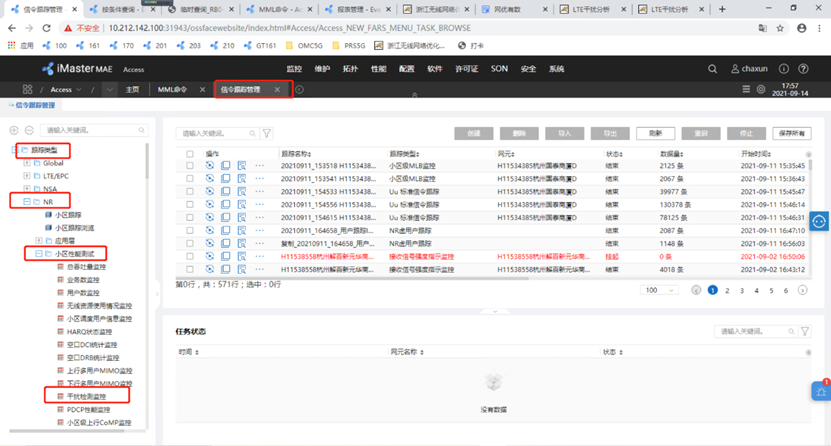 信令跟踪管理
按条件查询 -
临时查询_RB0
MML命令 - A
报表管理 - Eve
浙江无线网络优
网优有数
LTE干扰分析
LTE干扰分析
不安全 10.212.142.100:31943/ossfacewebsite/index.html#Access/Access_NEW_FARS_MENU_TASK_BROWSE
应用 100 161 170 201 203 210 GT161 OMC5G PRS5G 浙江无线网络优化... 打卡
iMaster MAE Access 监控 维护 拓扑 性能 配置 软件 许可证 SON 安全 系统 chaxun
Access 主页 MML命令 信令跟踪管理 17:57
2021-09-14
信令跟踪管理
请输入关键词。
跟踪类型
Global
LTE/EPC
NSA
NR
小区跟踪
小区跟踪浏览
应用层
小区性能测试
总吞吐量监控
业务数监控
用户数监控
无线资源使用情况监控
小区调度用户信息监控
HARQ状态监控
空口DCI统计监控
空口DRB统计监控
上行多用户MIMO监控
下行多用户MIMO监控
干扰检测监控
PDCP性能监控
小区级上行CoMP监控
请输入关键词。 创建 删除 导入 导出 刷新 重启 停止 保存所有
操作 跟踪名称 跟踪类型 网元 状态 数据量 开始时间
20210911_153518 H115343... 小区级MLB监控 H11534385杭州国泰商厦D 结束 2125 条 2021-09-11 15:35:45
20210911_153541 H115343... 小区级MLB监控 H11534385杭州国泰商厦D 结束 2067 条 2021-09-11 15:36:43
20210911_154533 H115343... Uu 标准信令跟踪 H11534385杭州国泰商厦D 结束 39977 条 2021-09-11 15:45:47
20210911_154556 H115343... Uu 标准信令跟踪 H11534385杭州国泰商厦D 结束 130378 条 2021-09-11 15:46:14
20210911_154615 H115343... Uu 标准信令跟踪 H11534385杭州国泰商厦D 结束 78125 条 2021-09-11 15:46:31
20210911_164658_用户跟踪H... NR虚用户跟踪 结束 2087 条 2021-09-11 16:47:10
复制_20210911_164658_用户... NR虚用户跟踪 结束 1148 条 2021-09-11 16:56:03
H11538558杭州解百新元华商... 接收信号强度指示监控 H11538558杭州解百新元华商... 挂起 0 条 2021-09-02 16:50:06
H11538558杭州解百新元华商... 接收信号强度指示监控 H11538558杭州解百新元华商... 结束 4018 条 2021-09-02 16:43:12
第0行，共：571行；选中：0行 100 1 2 3 4 5 6
任务状态 请输入关键词。
时间 网元名称 状态
没有数据
1